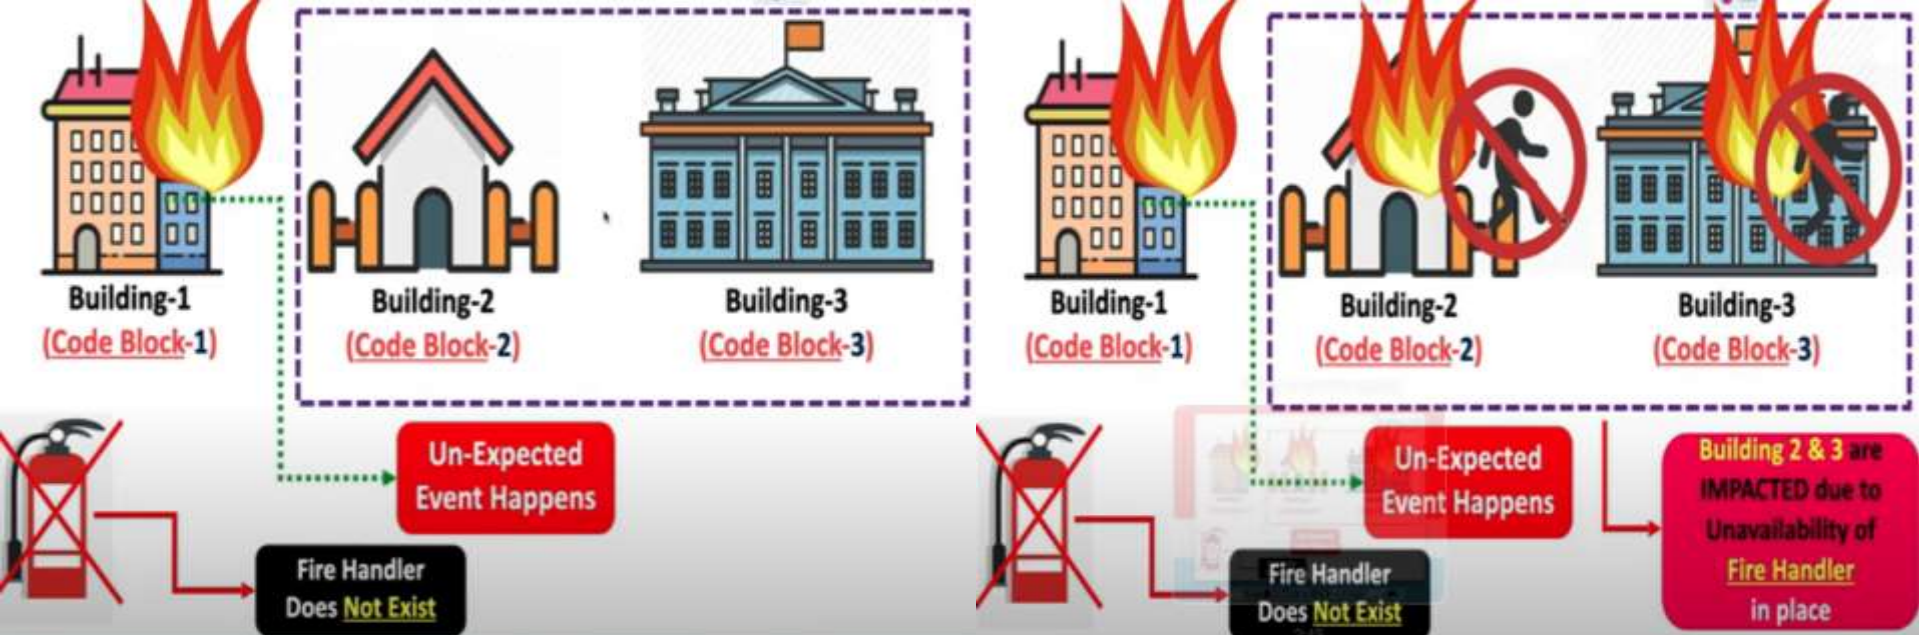 Building-1
(Code Block-1)
Building-2
(Code Block-2)
Building-3
(Code Block-3)
Un-Expected
Event Happens
Fire Handler
Does Not Exist
Building-1
(Code Block-1)
Building-2
(Code Block-2)
Building-3
(Code Block-3)
Un-Expected
Event Happens
Fire Handler
Does Not Exist
Building 2 & 3 are
IMPACTED due to
Unavailability of
Fire Handler
in place